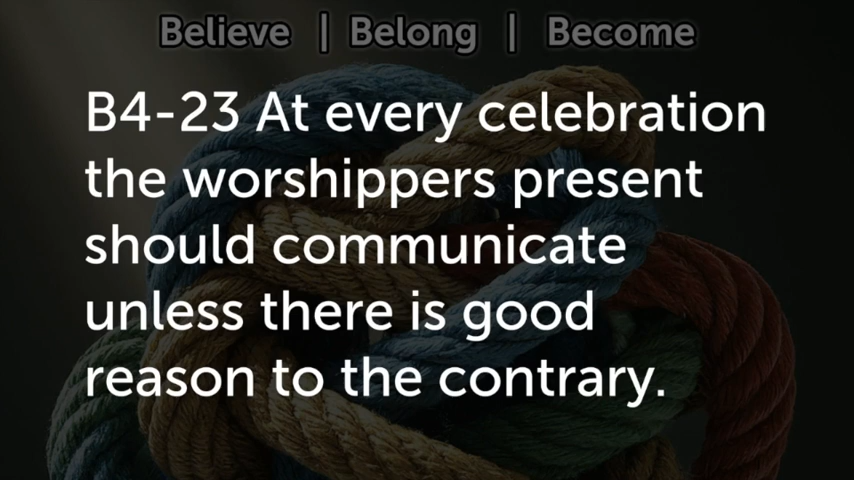 Believe | Belong | Become
B4-23 At every celebration
the worshippers present
should communicate
unless there is good
reason to the contrary.